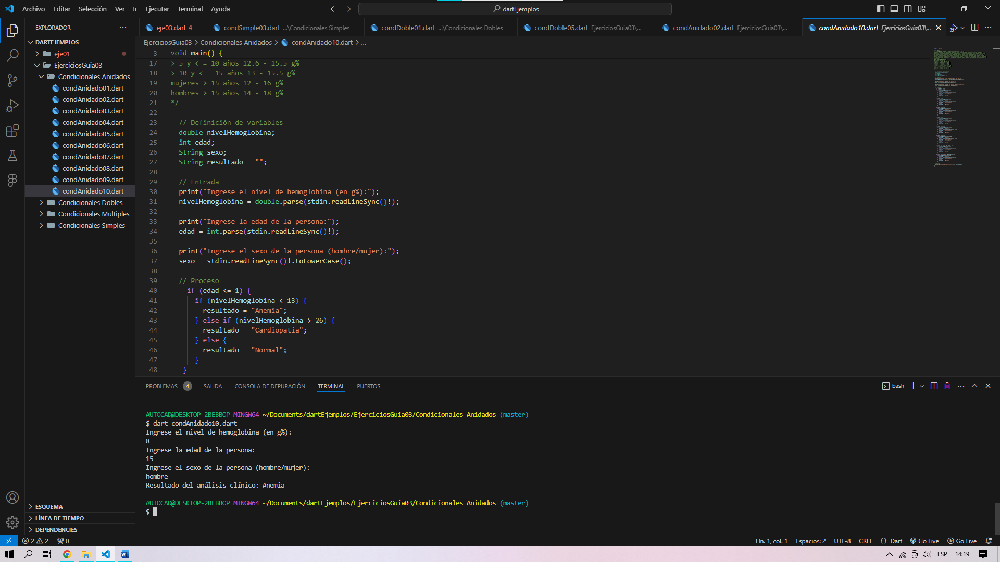 Archivo Editar Selección Ver Ir Ejecutar Terminal Ayuda
dartEjemplos
EXPLORADOR
DARTEJEMPLOS
eje01
EjerciciosGuia03
Condicionales Anidados
condAnidado01.dart
condAnidado02.dart
condAnidado03.dart
condAnidado04.dart
condAnidado05.dart
condAnidado06.dart
condAnidado07.dart
condAnidado08.dart
condAnidado09.dart
condAnidado10.dart
Condicionales Dobles
Condicionales Multiples
Condicionales Simples
ESQUEMA
LÍNEA DE TIEMPO
DEPENDENCIES
eje03.dart 4
condSimple03.dart ...\Condicionales Simples
condDoble01.dart ...\Condicionales Dobles
condDoble05.dart EjerciciosGuia03\...
condAnidado02.dart EjerciciosGuia03\...
condAnidado10.dart EjerciciosGuia03\...
EjerciciosGuia03 > Condicionales Anidados > condAnidado10.dart > ...
3 void main() {
17 > 5 y < = 10 años 12.6 - 15.5 g%
18 > 10 y < = 15 años 13 - 15.5 g%
19 mujeres > 15 años 12 - 16 g%
20 hombres > 15 años 14 - 18 g%
21 */
22
23 // Definición de variables
24 double nivelHemoglobina;
25 int edad;
26 String sexo;
27 String resultado = "";
28
29 // Entrada
30 print("Ingrese el nivel de hemoglobina (en g%):");
31 nivelHemoglobina = double.parse(stdin.readLineSync()!);
32
33 print("Ingrese la edad de la persona:");
34 edad = int.parse(stdin.readLineSync()!);
35
36 print("Ingrese el sexo de la persona (hombre/mujer):");
37 sexo = stdin.readLineSync()!.toLowerCase();
38
39 // Proceso
40 if (edad <= 1) {
41 if (nivelHemoglobina < 13) {
42 resultado = "Anemia";
43 } else if (nivelHemoglobina > 26) {
44 resultado = "Cardiopatia";
45 } else {
46 resultado = "Normal";
47 }
48 }
PROBLEMAS 4 SALIDA CONSOLA DE DEPURACIÓN TERMINAL PUERTOS
bash
AUTOCAD@DESKTOP-2BEBBOP MINGW64 ~/Documents/dartEjemplos/EjerciciosGuia03/Condicionales Anidados (master)
$ dart condAnidado10.dart
Ingrese el nivel de hemoglobina (en g%):
8
Ingrese la edad de la persona:
15
Ingrese el sexo de la persona (hombre/mujer):
hombre
Resultado del análisis clínico: Anemia
AUTOCAD@DESKTOP-2BEBBOP MINGW64 ~/Documents/dartEjemplos/EjerciciosGuia03/Condicionales Anidados (master)
$
2 2 0
Lín. 1, col. 1 Espacios: 2 UTF-8 CRLF {} Dart Go Live Go Live
ESP 14:19